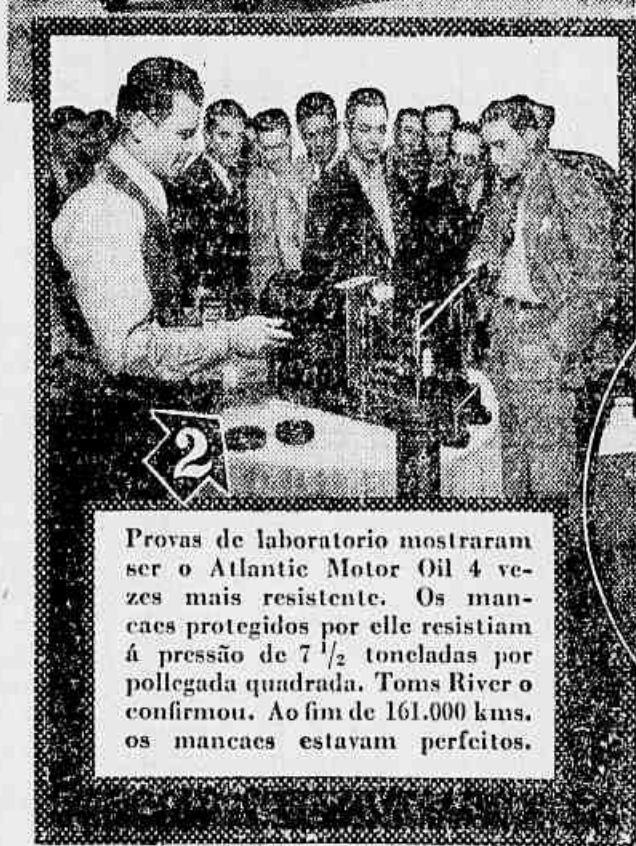 2
Provas de laboratorio mostraram
ser o Atlantic Motor Oil 4 ve-
zes mais resistente. Os man-
caes protegidos por elle resistiam
á pressão de 7 1/2 toneladas por
pollegada quadrada. Toms River o
confirmou. Ao fim de 161.000 kms.
os mancaes estavam perfeitos.